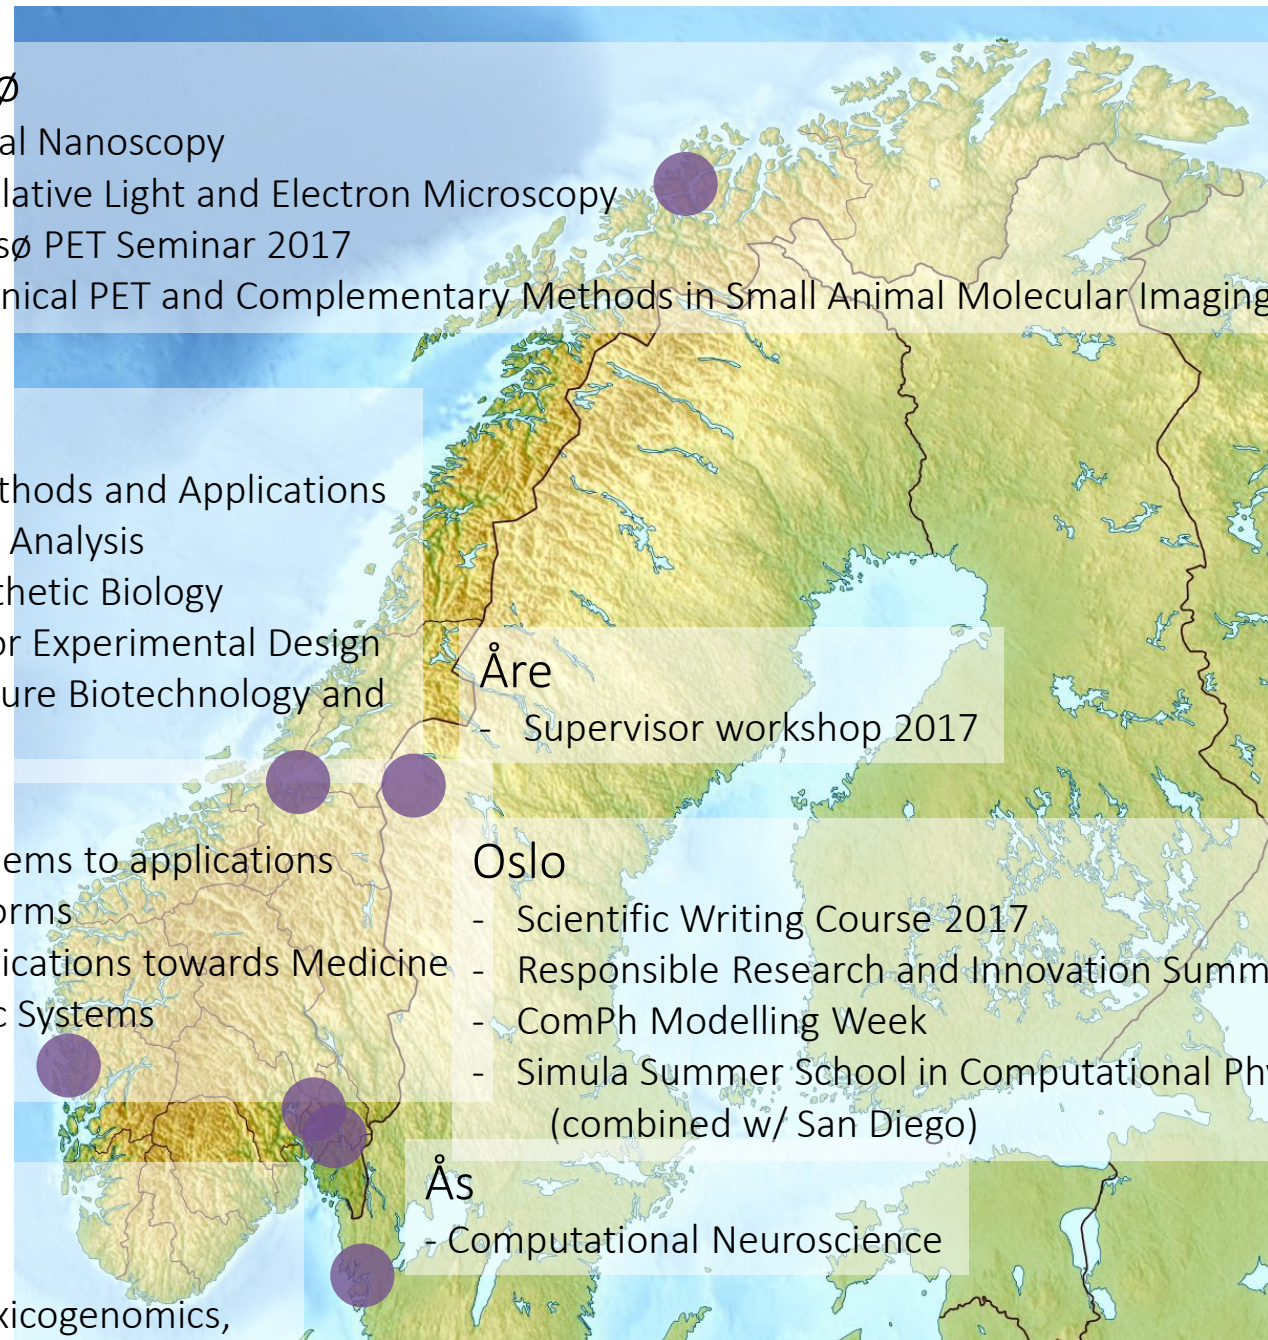 ø
al Nanoscopy
lative Light and Electron Microscopy
sø PET Seminar 2017
nical PET and Complementary Methods in Small Animal Molecular Imaging
thods and Applications
Analysis
thetic Biology
or Experimental Design
ure Biotechnology and
Åre
- Supervisor workshop 2017
ems to applications
orms
ications towards Medicine
c Systems
Oslo
- Scientific Writing Course 2017
- Responsible Research and Innovation Summ
- ComPh Modelling Week
- Simula Summer School in Computational Phy
(combined w/ San Diego)
Ås
- Computational Neuroscience
xicogenomics,